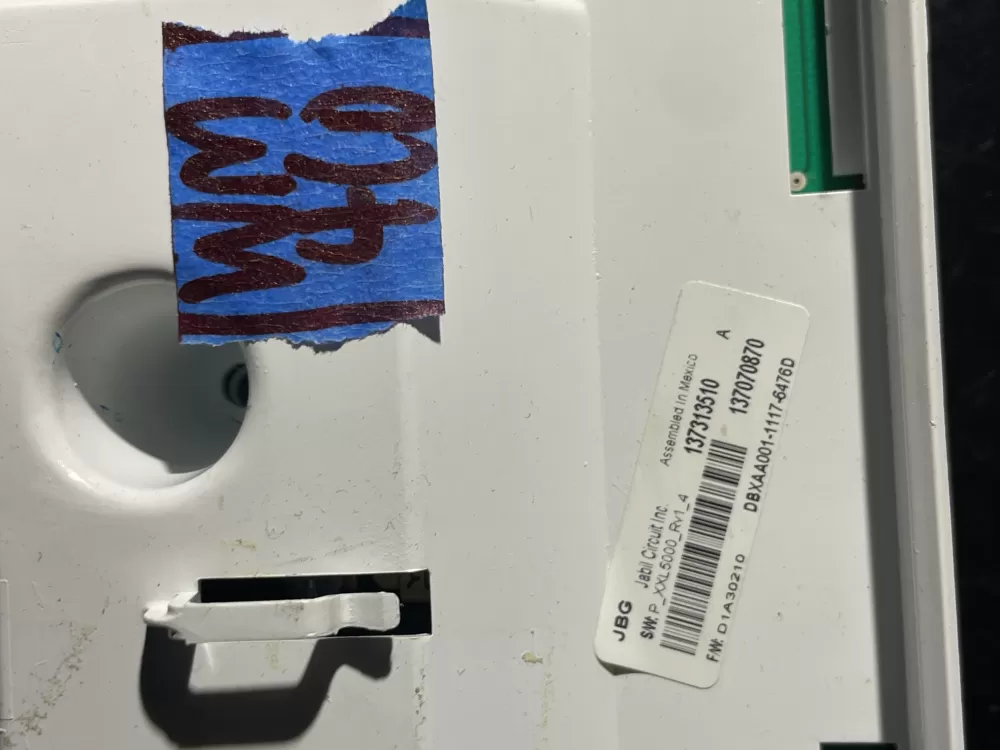 JBG Jabil Circuit Inc. Assembled in Mexico
SW: P_XXL5000_Rv1_4 137313510 A
137070870
F/W: D1A30210 DBXAA001-1117-6476D